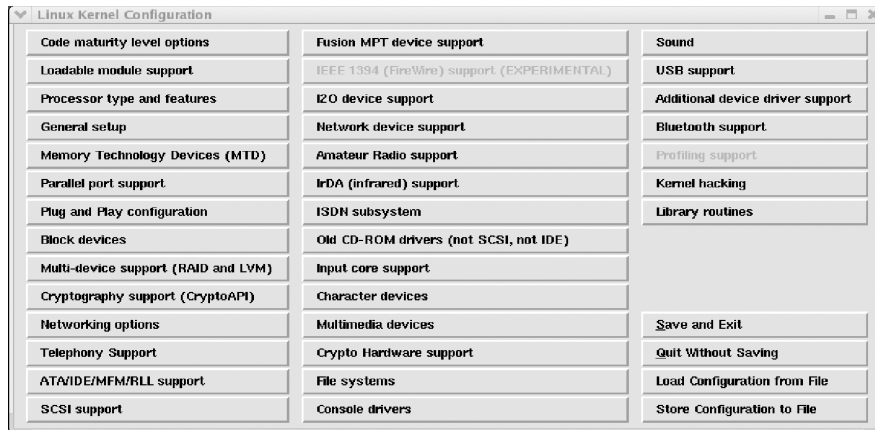 Linux Kernel Configuration
Code maturity level options
Loadable module support
Processor type and features
General setup
Memory Technology Devices (MTD)
Parallel port support
Plug and Play configuration
Block devices
Multi-device support (RAID and LVM)
Cryptography support (CryptoAPI)
Networking options
Telephony Support
ATA/IDE/MFM/RLL support
SCSI support
Fusion MPT device support
IEEE 1394 (FireWire) support (EXPERIMENTAL)
I2O device support
Network device support
Amateur Radio support
IrDA (infrared) support
ISDN subsystem
Old CD-ROM drivers (not SCSI, not IDE)
Input core support
Character devices
Multimedia devices
Crypto Hardware support
File systems
Console drivers
Sound
USB support
Additional device driver support
Bluetooth support
Profiling support
Kernel hacking
Library routines
Save and Exit
Quit Without Saving
Load Configuration from File
Store Configuration to File